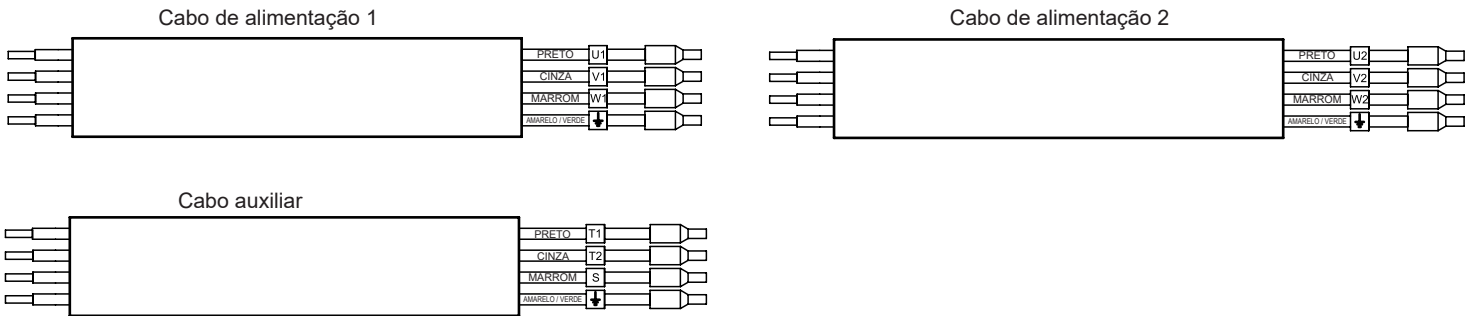 Cabo de alimentação 1
PRETO U1
CINZA V1
MARROM W1
AMARELO / VERDE
Cabo de alimentação 2
PRETO U2
CINZA V2
MARROM W2
AMARELO / VERDE
Cabo auxiliar
PRETO T1
CINZA T2
MARROM S
AMARELO / VERDE